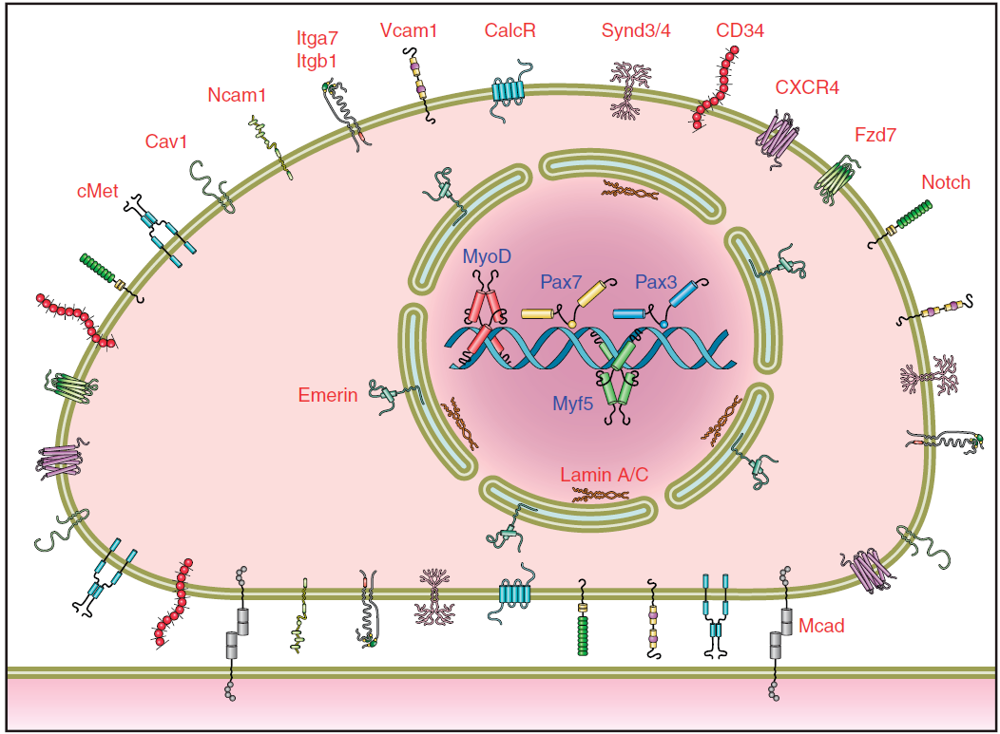 Itga7
Itgb1
Vcam1
CalcR
Synd3/4
CD34
CXCR4
Ncam1
Cav1
Fzd7
cMet
Notch
MyoD
Pax7
Pax3
Emerin
Myf5
Lamin A/C
Mcad